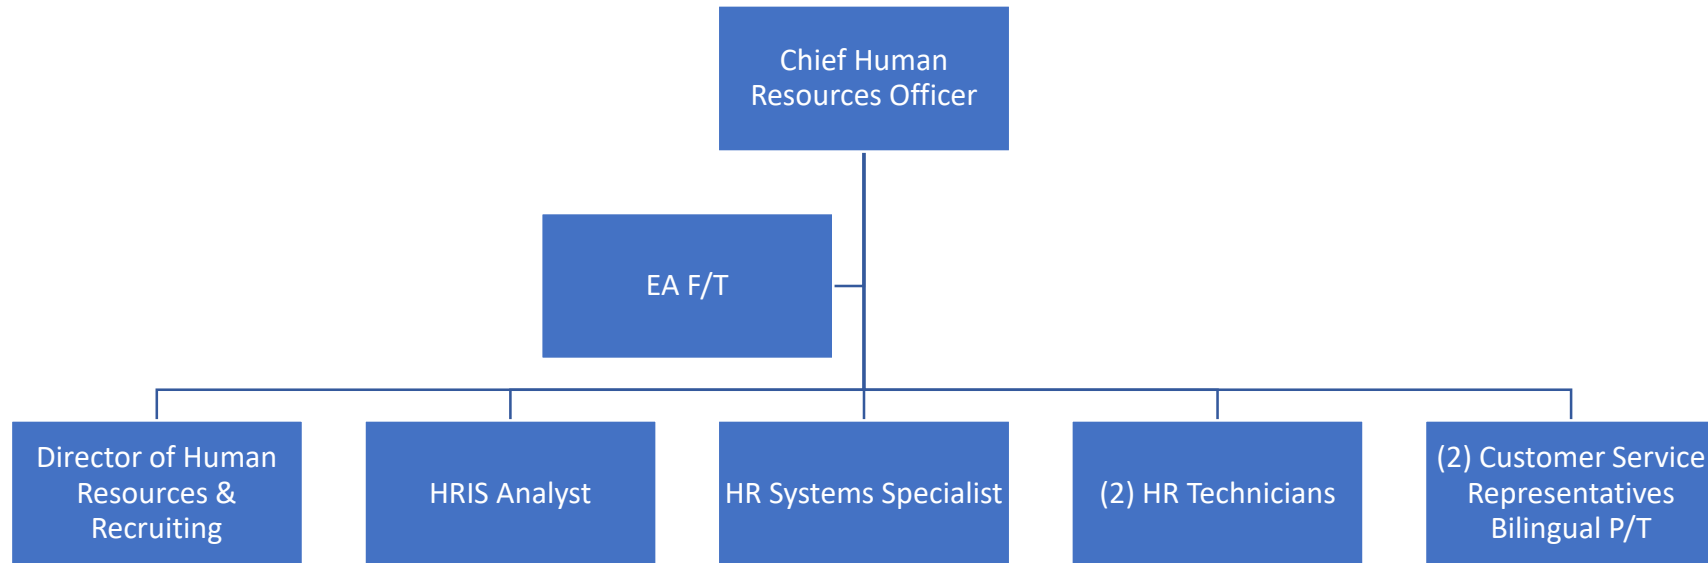 Chief Human
Resources Officer
EA F/T
Director of Human
Resources &
Recruiting
HRIS Analyst
HR Systems Specialist
(2) HR Technicians
(2) Customer Service
Representatives
Bilingual P/T